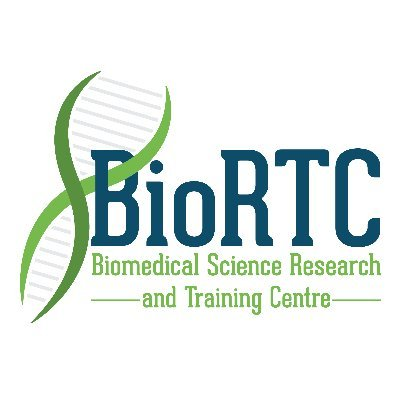 BioRTC
Biomedical Science Research
and Training Centre